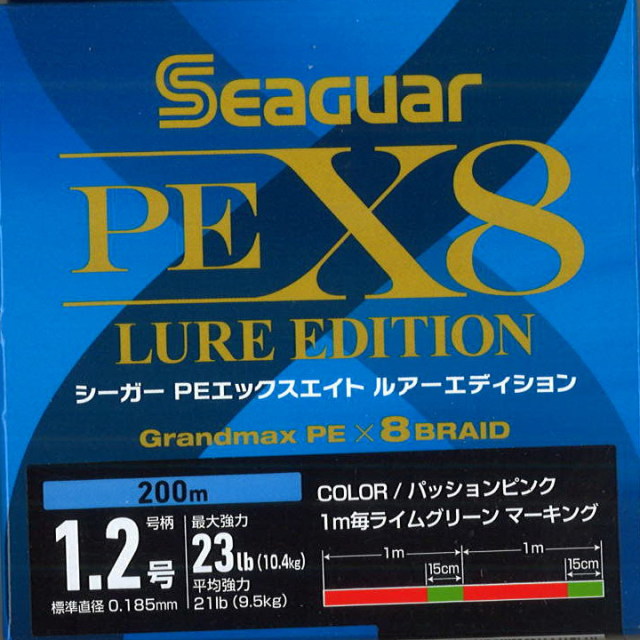 SEAGUAR
PE X8
LURE EDITION
シーガー PEエックスエイト ルアーエディション
Grandmax PE × 8 BRAID
200m
号柄
1.2号
標準直径 0.185mm
最大強力
23lb (10.4kg)
平均強力
21lb (9.5kg)
COLOR / パッションピンク
1m毎ライムグリーン マーキング
1m 1m
15cm 15cm